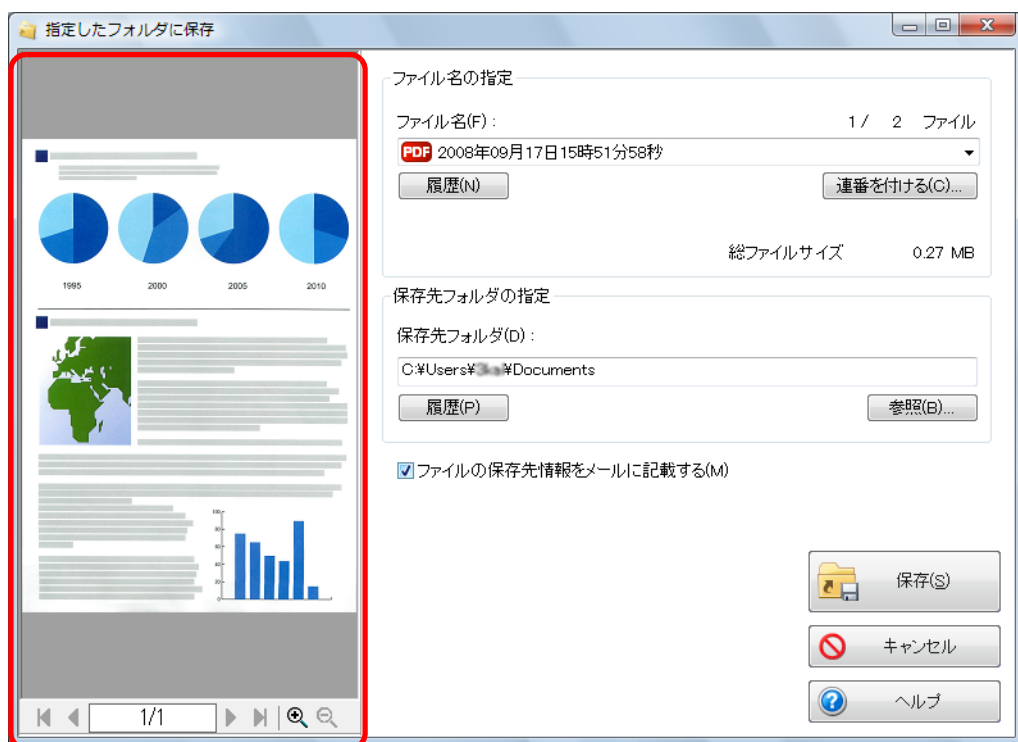 指定したフォルダに保存
ファイル名の指定
ファイル名(F):
1/ 2 ファイル
PDF 2008年09月17日15時51分58秒
履歴(N)
連番を付ける(C)...
総ファイルサイズ 0.27 MB
保存先フォルダの指定
保存先フォルダ(D):
C:¥Users¥ ¥Documents
履歴(P)
参照(B)...
ファイルの保存先情報をメールに記載する(M)
保存(S)
キャンセル
ヘルプ
1995 2000 2005 2010
1/1